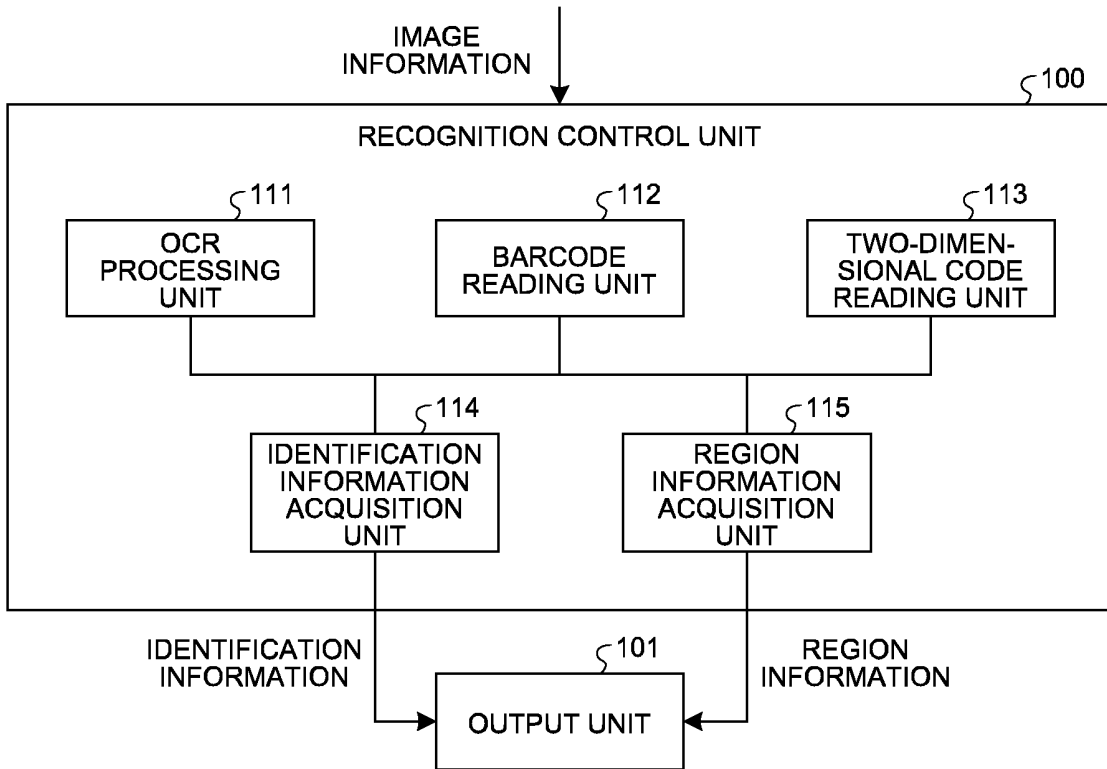 IMAGE
INFORMATION
100
RECOGNITION CONTROL UNIT
111
OCR
PROCESSING
UNIT
112
BARCODE
READING UNIT
113
TWO-DIMEN-
SIONAL CODE
READING UNIT
114
IDENTIFICATION
INFORMATION
ACQUISITION
UNIT
115
REGION
INFORMATION
ACQUISITION
UNIT
IDENTIFICATION
INFORMATION
101
OUTPUT UNIT
REGION
INFORMATION